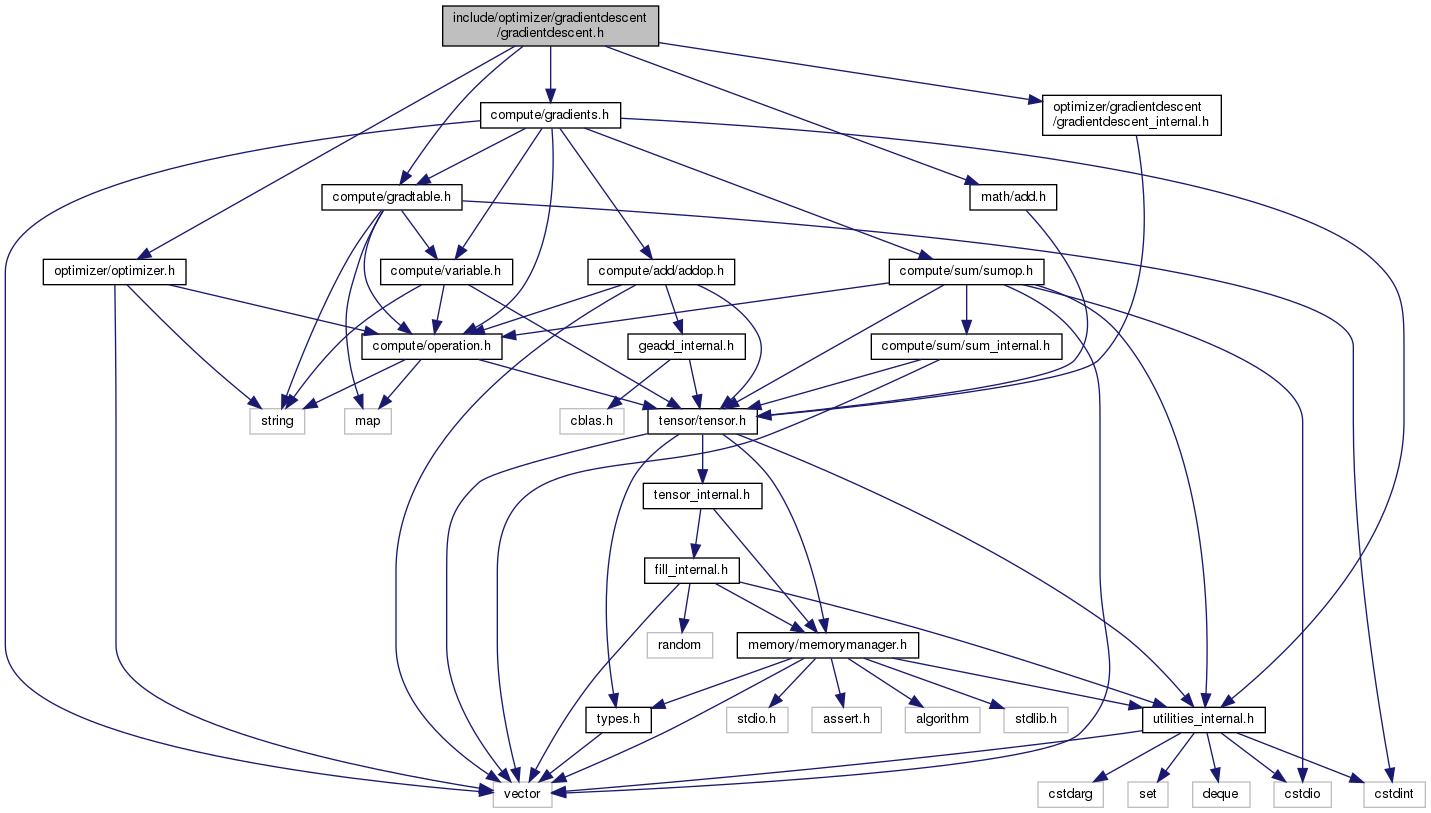 include/optimizer/gradientdescent
/gradientdescent.h
compute/gradients.h
optimizer/gradientdescent
/gradientdescent_internal.h
compute/gradtable.h
math/add.h
optimizer/optimizer.h
compute/variable.h
compute/add/addop.h
compute/sum/sumop.h
compute/operation.h
geadd_internal.h
compute/sum/sum_internal.h
string
map
cblas.h
tensor/tensor.h
tensor_internal.h
fill_internal.h
random
memory/memorymanager.h
types.h
stdio.h
assert.h
algorithm
stdlib.h
utilities_internal.h
vector
cstdarg
set
deque
cstdio
cstdint